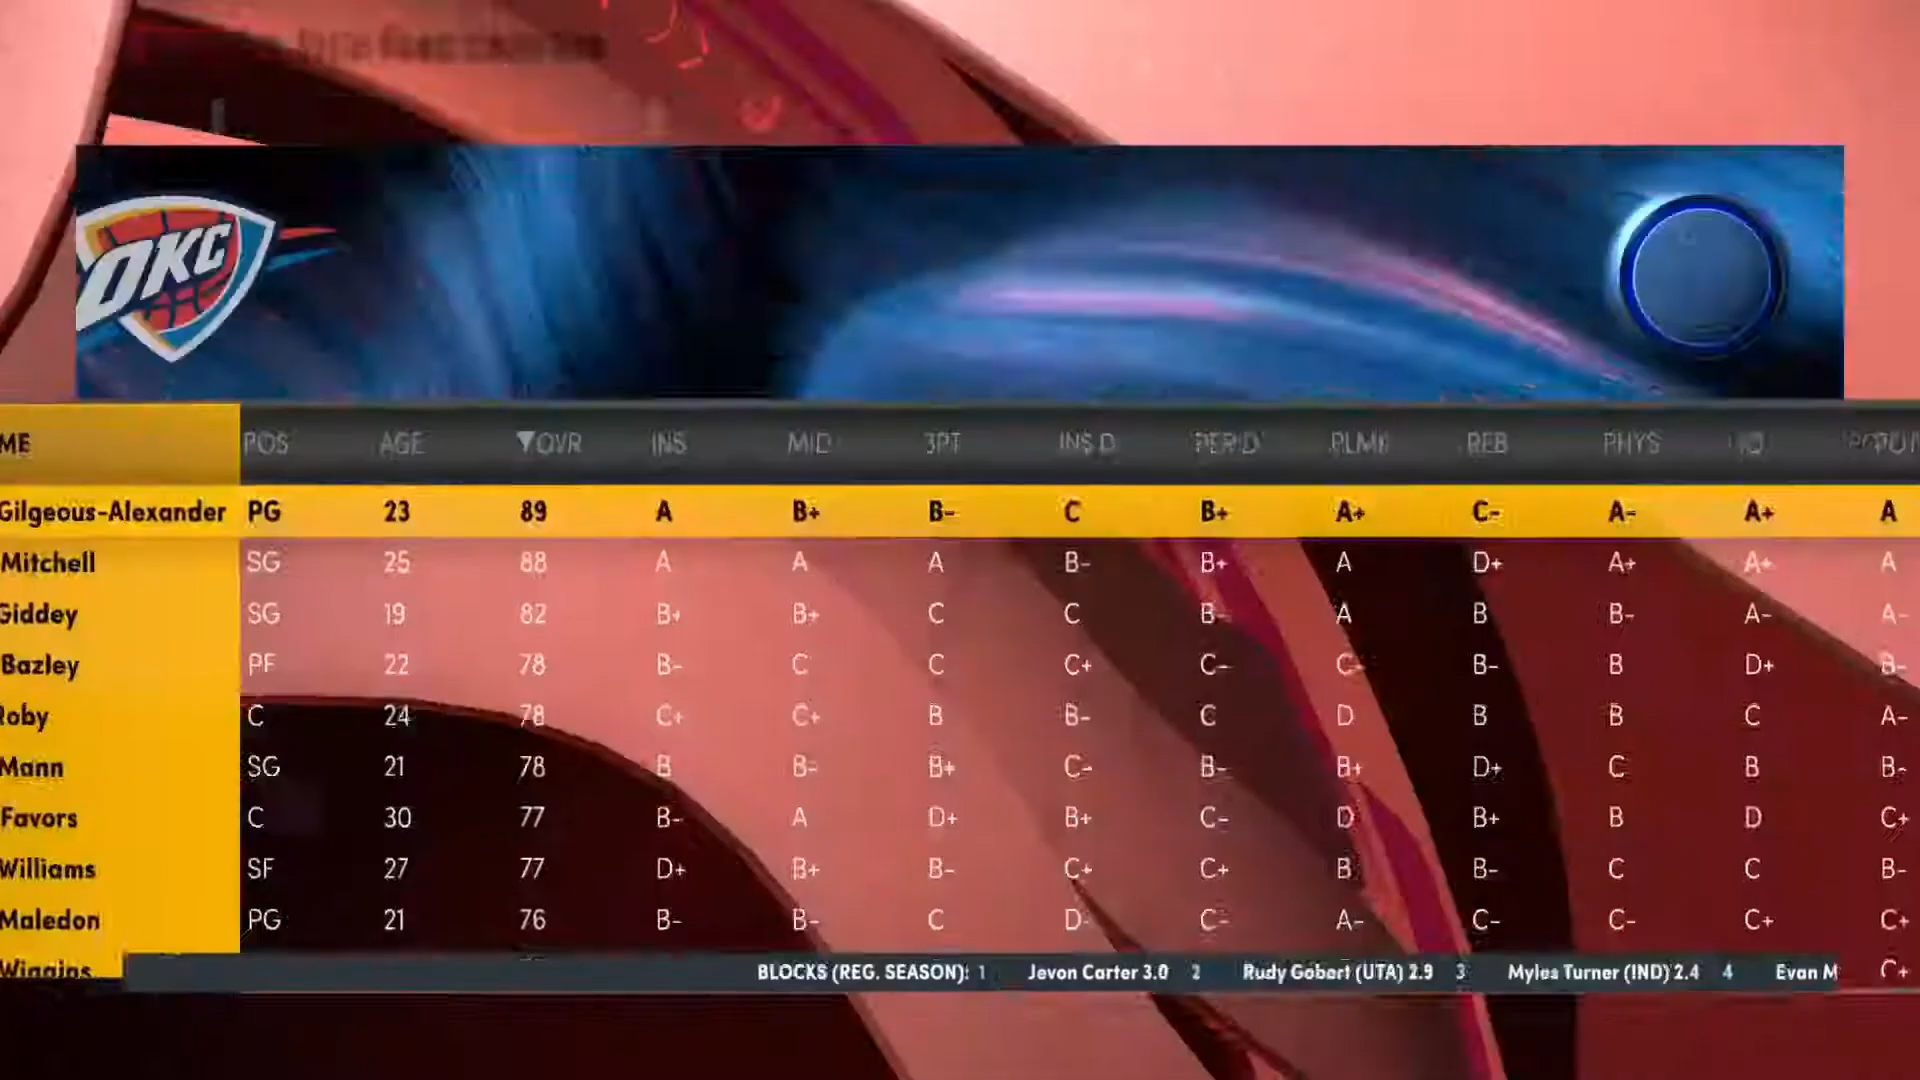 OKC
ME POS AGE ▼OVR INS MID 3PT INS D PER D PLMK REB PHYS IQ POT
Gilgeous-Alexander PG 23 89 A B+ B- C B+ A+ C- A- A+ A
Mitchell SG 25 88 A A A B- B+ A D+ A+ A+ A
Giddey SG 19 82 B+ B+ C C B- A B B- A- A-
Bazley PF 22 78 B- C C C+ C- C- B- B D+ B-
Roby C 24 78 C+ C+ B B- C D B B C A-
Mann SG 21 78 B B- B+ C- B- B+ D+ C B B-
Favors C 30 77 B- A D+ B+ C- D B+ B D C+
Williams SF 27 77 D+ B+ B- C+ C+ B B- C C B-
Maledon PG 21 76 B- B- C D- C- A- C- C- C+ C+
Wiggins C+
BLOCKS (REG. SEASON): 1 Jevon Carter 3.0 2 Rudy Gobert (UTA) 2.9 3 Myles Turner (IND) 2.4 4 Evan M